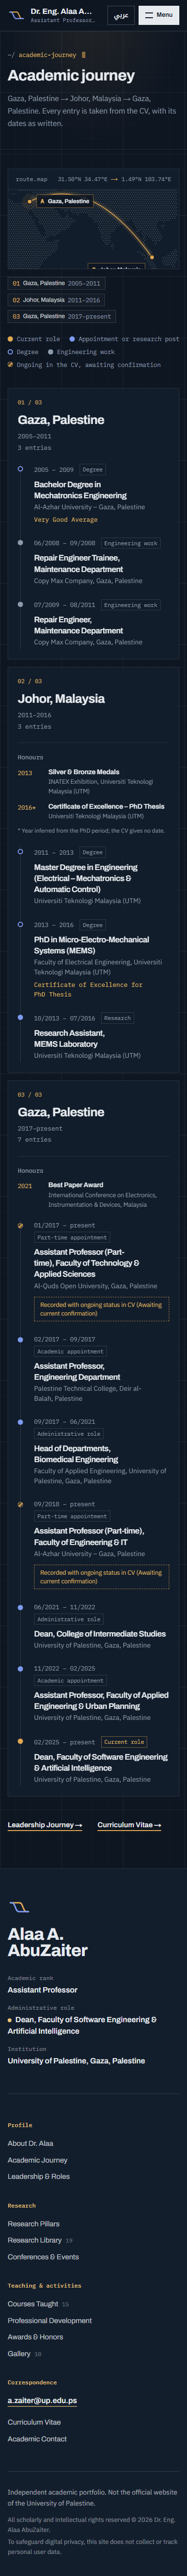 Dr. Eng. Alaa A...
Assistant Professor,
عربي
Menu
~/ academic-journey
Academic journey
Gaza, Palestine → Johor, Malaysia → Gaza,
Palestine. Every entry is taken from the CV, with its
dates as written.
route.map 31.50°N 34.47°E ⟶ 1.49°N 103.74°E
A Gaza, Palestine
01 Gaza, Palestine 2005–2011
02 Johor, Malaysia 2011–2016
03 Gaza, Palestine 2017–present
Current role
Appointment or research post
Degree
Engineering work
Ongoing in the CV, awaiting confirmation
01 / 03
Gaza, Palestine
2005–2011
3 entries
2005 – 2009 Degree
Bachelor Degree in
Mechatronics Engineering
Al-Azhar University – Gaza, Palestine
Very Good Average
06/2008 – 09/2008 Engineering work
Repair Engineer Trainee,
Maintenance Department
Copy Max Company, Gaza, Palestine
07/2009 – 08/2011 Engineering work
Repair Engineer,
Maintenance Department
Copy Max Company, Gaza, Palestine
02 / 03
Johor, Malaysia
2011–2016
3 entries
Honours
2013 Silver & Bronze Medals
INATEX Exhibition, Universiti Teknologi
Malaysia (UTM)
2016* Certificate of Excellence – PhD Thesis
Universiti Teknologi Malaysia (UTM)
* Year inferred from the PhD period; the CV gives no date.
2011 – 2013 Degree
Master Degree in Engineering
(Electrical – Mechatronics &
Automatic Control)
Universiti Teknologi Malaysia (UTM)
2013 – 2016 Degree
PhD in Micro-Electro-Mechanical
Systems (MEMS)
Faculty of Electrical Engineering, Universiti
Teknologi Malaysia (UTM)
Certificate of Excellence for
PhD Thesis
10/2013 – 07/2016 Research
Research Assistant,
MEMS Laboratory
Universiti Teknologi Malaysia (UTM)
03 / 03
Gaza, Palestine
2017–present
7 entries
Honours
2021 Best Paper Award
International Conference on Electronics,
Instrumentation & Devices, Malaysia
01/2017 – present
Part-time appointment
Assistant Professor (Part-
time), Faculty of Technology &
Applied Sciences
Al-Quds Open University, Gaza, Palestine
Recorded with ongoing status in CV (Awaiting
current confirmation)
02/2017 – 09/2017
Academic appointment
Assistant Professor,
Engineering Department
Palestine Technical College, Deir al-
Balah, Palestine
09/2017 – 06/2021
Administrative role
Head of Departments,
Biomedical Engineering
Faculty of Applied Engineering, University of
Palestine, Gaza, Palestine
09/2018 – present
Part-time appointment
Assistant Professor (Part-time),
Faculty of Engineering & IT
Al-Azhar University – Gaza, Palestine
Recorded with ongoing status in CV (Awaiting
current confirmation)
06/2021 – 11/2022
Administrative role
Dean, College of Intermediate Studies
University of Palestine, Gaza, Palestine
11/2022 – 02/2025
Academic appointment
Assistant Professor, Faculty of Applied
Engineering & Urban Planning
University of Palestine, Gaza, Palestine
02/2025 – present Current role
Dean, Faculty of Software Engineering
& Artificial Intelligence
University of Palestine, Gaza, Palestine
Leadership Journey → Curriculum Vitae →
Alaa A.
AbuZaiter
Academic rank
Assistant Professor
Administrative role
Dean, Faculty of Software Engineering &
Artificial Intelligence
Institution
University of Palestine, Gaza, Palestine
Profile
About Dr. Alaa
Academic Journey
Leadership & Roles
Research
Research Pillars
Research Library 19
Conferences & Events
Teaching & activities
Courses Taught 15
Professional Development
Awards & Honors
Gallery 10
Correspondence
a.zaiter@up.edu.ps
Curriculum Vitae
Academic Contact
Independent academic portfolio. Not the official website
of the University of Palestine.
All scholarly and intellectual rights reserved © 2026 Dr. Eng.
Alaa AbuZaiter.
To safeguard digital privacy, this site does not collect or track
personal user data.